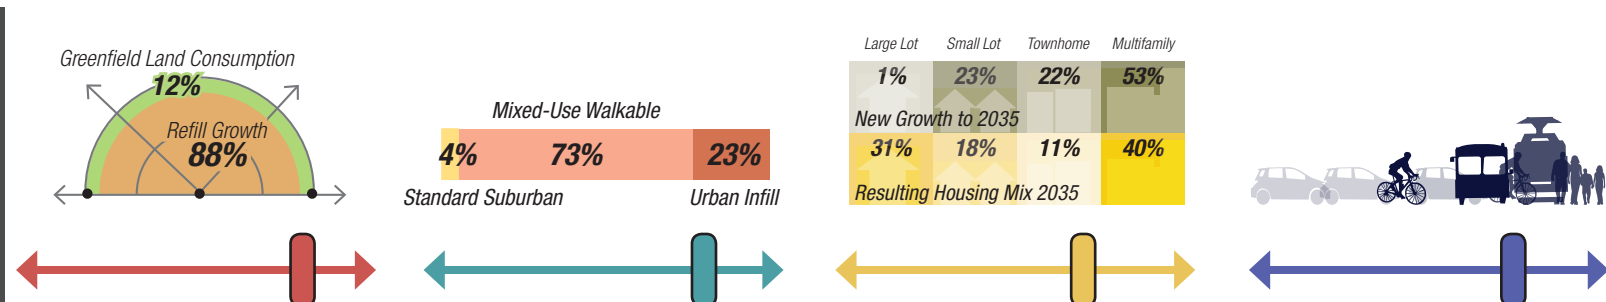 Greenfield Land Consumption
12%
Refill Growth
88%
Mixed-Use Walkable
4% 73% 23%
Standard Suburban Urban Infill
Large Lot Small Lot Townhome Multifamily
1% 23% 22% 53%
New Growth to 2035
31% 18% 11% 40%
Resulting Housing Mix 2035